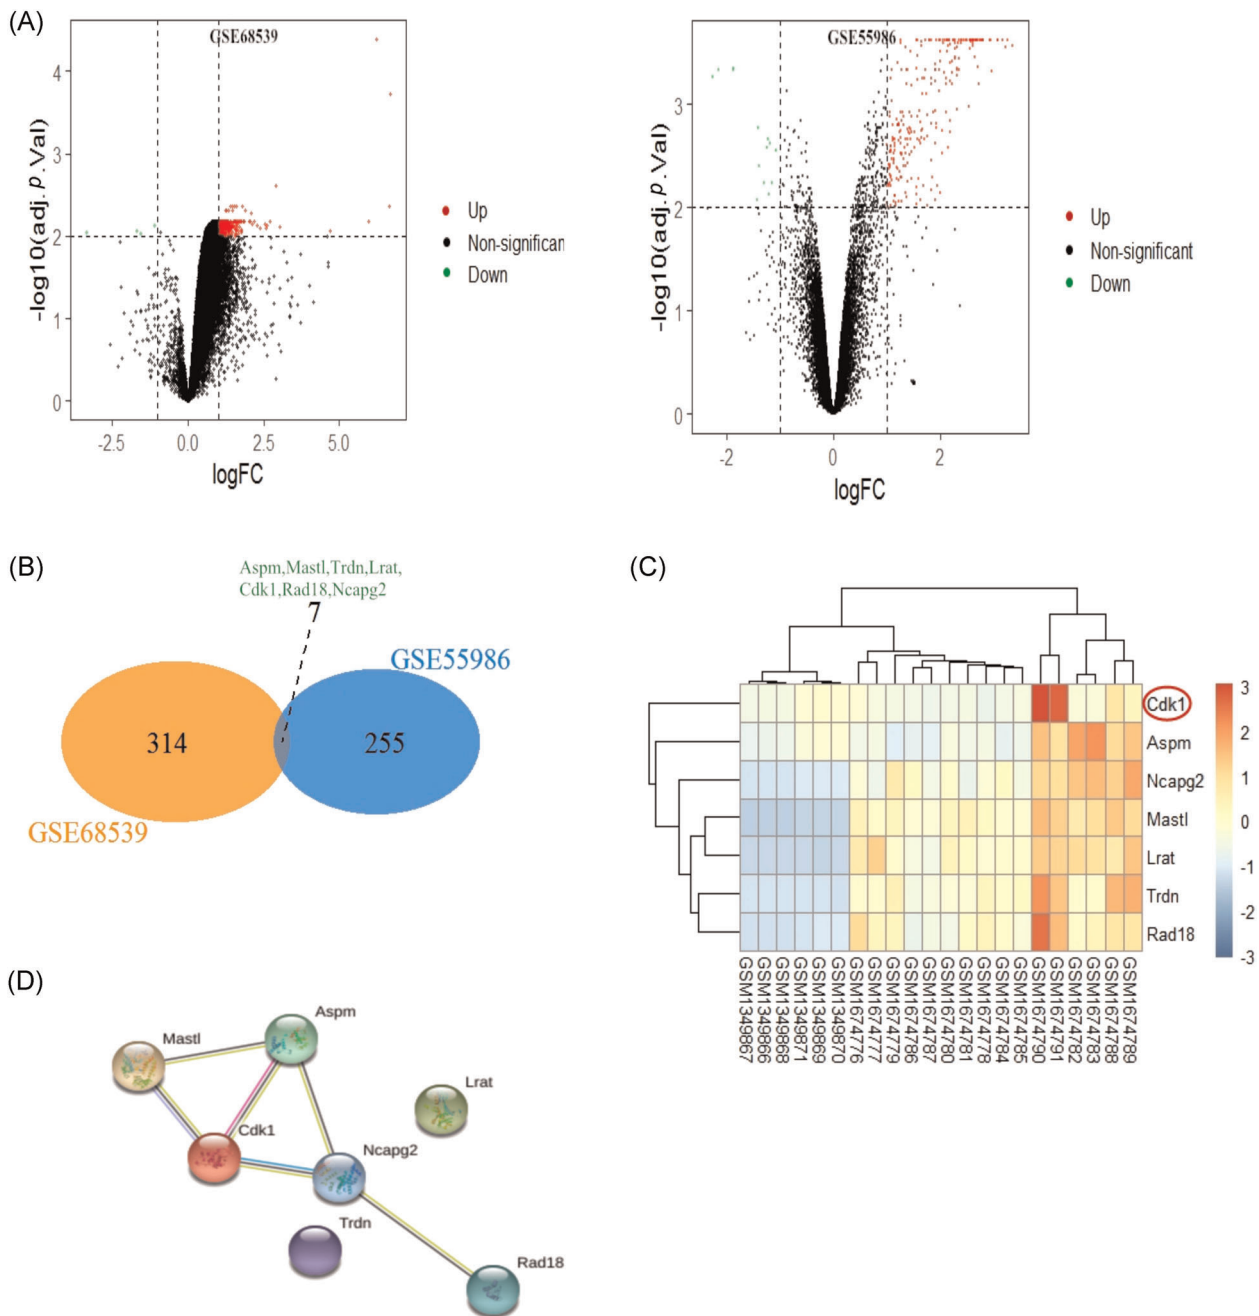 (A)
GSE68539
4
3
2
1
0
-log10(adj.p.Val)
-2.5
0.0
2.5
5.0
logFC
Up
Non-significan
Down
GSE55986
3
2
1
0
-log10(adj.p.Val)
-2
0
2
logFC
Up
Non-significant
Down
(B)
Aspm,Mastl,Trdn,Lrat,
Cdk1,Rad18,Ncapg2
7
GSE55986
314
255
GSE68539
(C)
Cdk1
Aspm
Ncapg2
Mastl
Lrat
Trdn
Rad18
3
2
1
0
-1
-2
-3
GSM1349867
GSM1349866
GSM1349868
GSM1349871
GSM1349869
GSM1349870
GSM1674776
GSM1674777
GSM1674779
GSM1674786
GSM1674787
GSM1674780
GSM1674781
GSM1674778
GSM1674784
GSM1674785
GSM1674790
GSM1674791
GSM1674782
GSM1674783
GSM1674788
GSM1674789
(D)
Aspm
Mastl
Lrat
Cdk1
Ncapg2
Trdn
Rad18